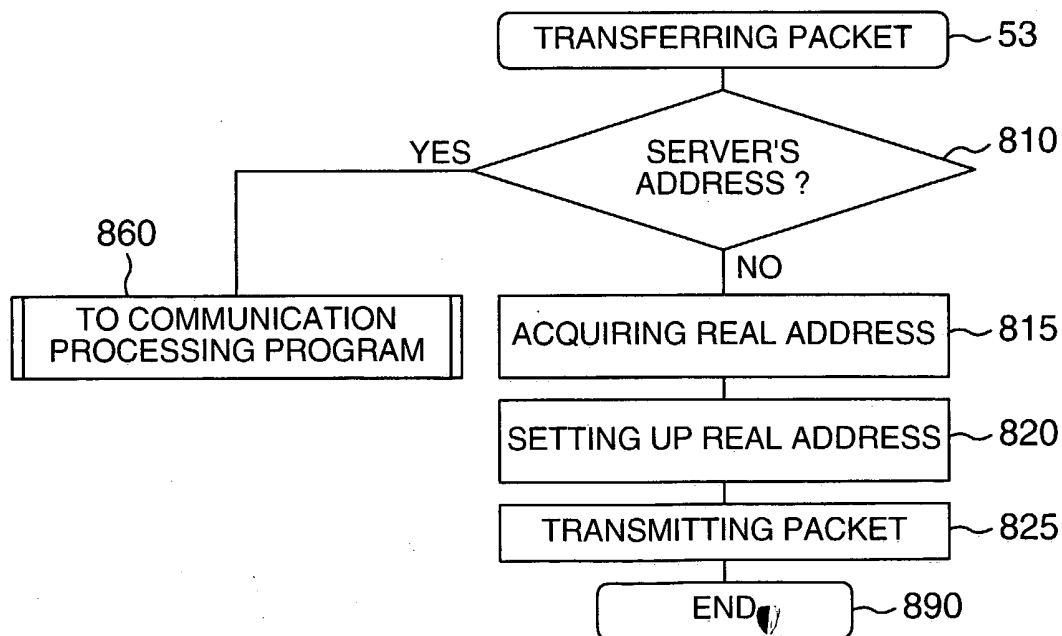 TRANSFERRING PACKET 53
SERVER'S
ADDRESS ?
810
YES
NO
860
TO COMMUNICATION
PROCESSING PROGRAM
ACQUIRING REAL ADDRESS 815
SETTING UP REAL ADDRESS 820
TRANSMITTING PACKET 825
END 890